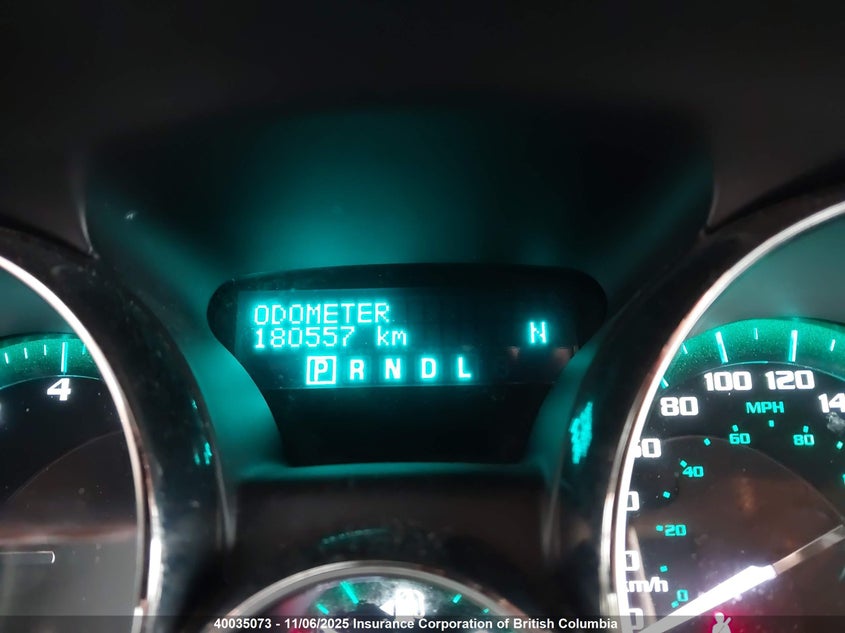 ODOMETER
180557 km
N
P R N D L
4
80 100 120
MPH
60 80
40
20
km/h
0
40035073 - 11/06/2025 Insurance Corporation of British Columbia